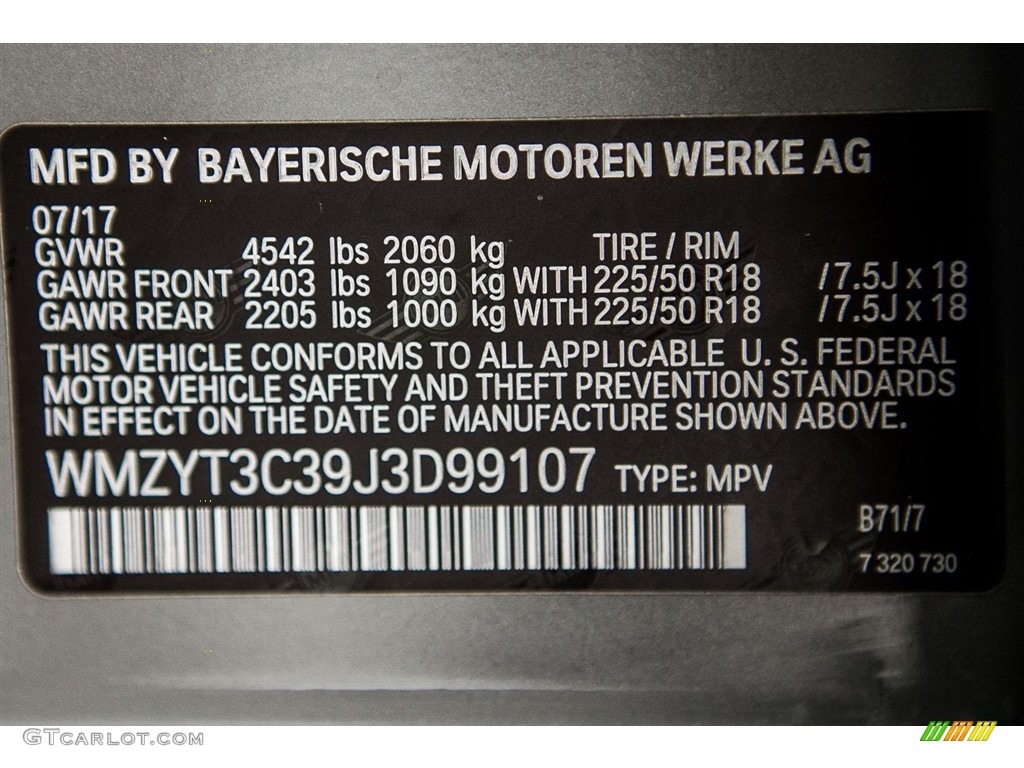 MFD BY BAYERISCHE MOTOREN WERKE AG
07/17
GVWR 4542 lbs 2060 kg TIRE / RIM
GAWR FRONT 2403 lbs 1090 kg WITH 225/50 R18 /7.5J x 18
GAWR REAR 2205 lbs 1000 kg WITH 225/50 R18 /7.5J x 18
THIS VEHICLE CONFORMS TO ALL APPLICABLE U. S. FEDERAL
MOTOR VEHICLE SAFETY AND THEFT PREVENTION STANDARDS
IN EFFECT ON THE DATE OF MANUFACTURE SHOWN ABOVE.
WMZYT3C39J3D99107 TYPE: MPV
B71/7
7 320 730
GTCarlot.com